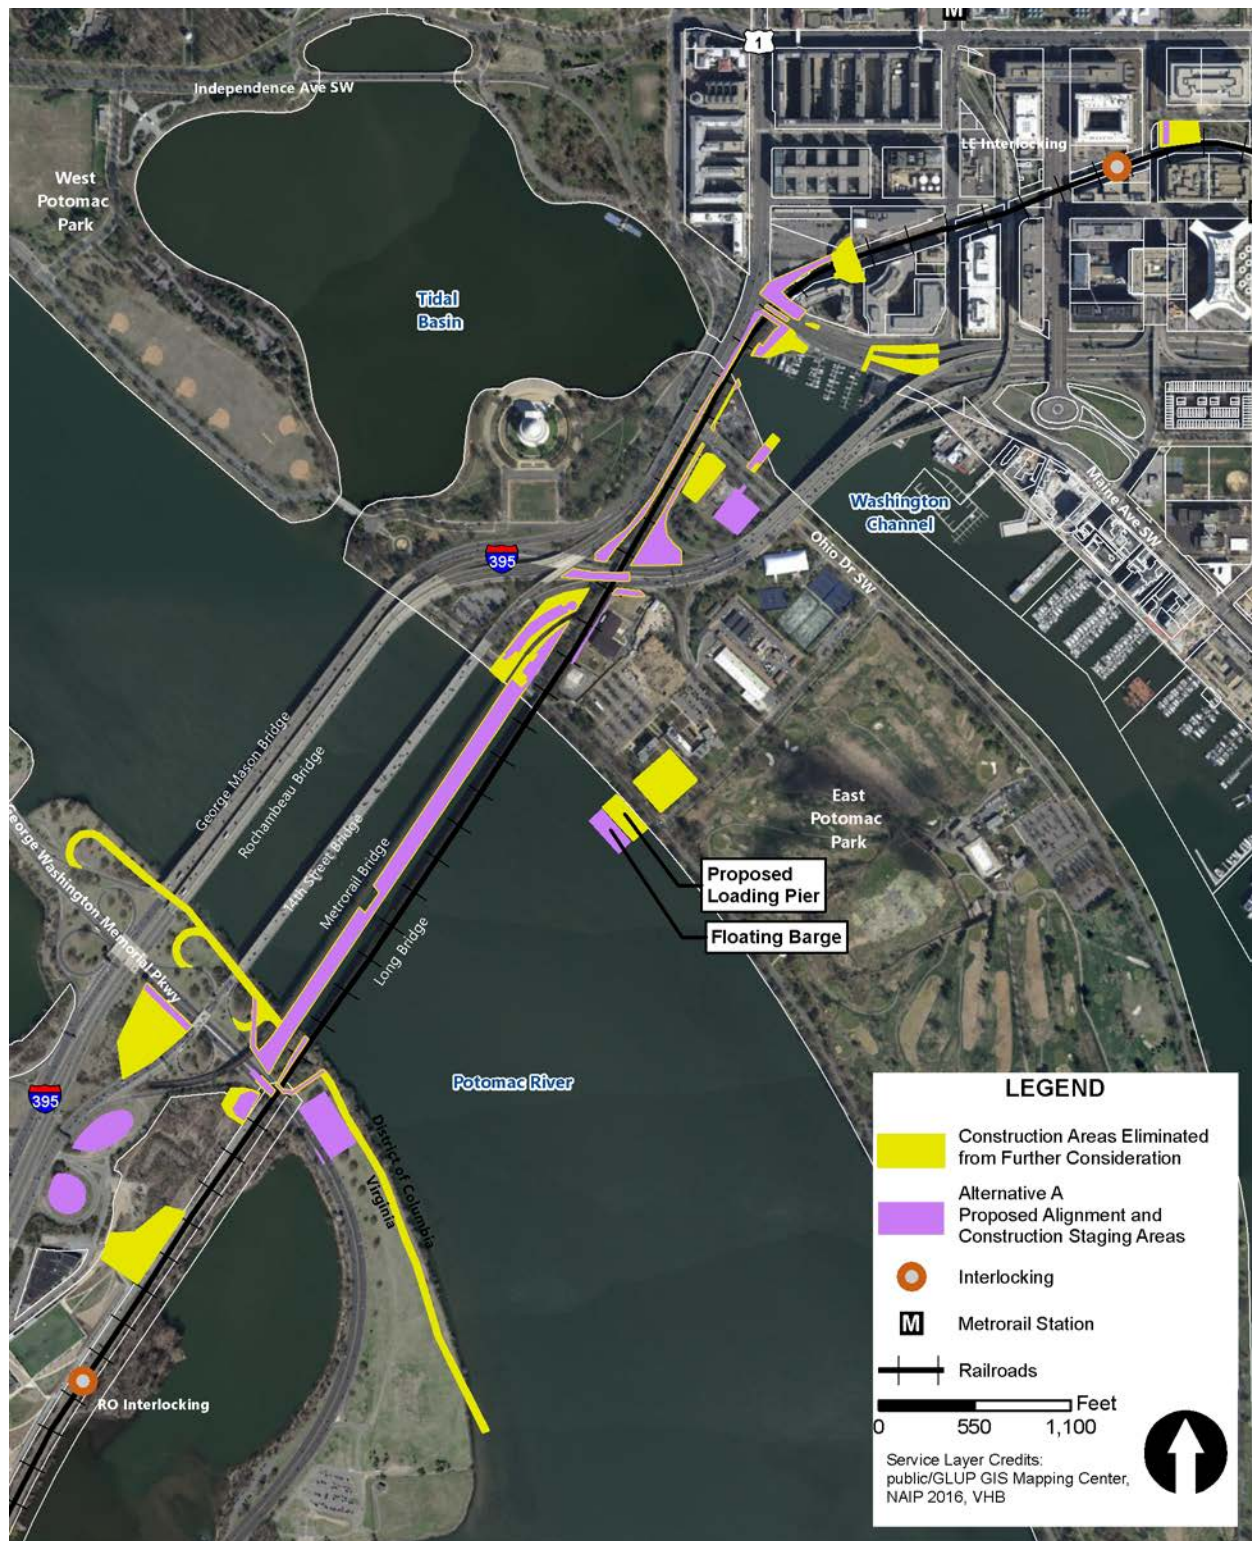 M
1
Independence Ave SW
LE Interlocking
West
Potomac
Park
Tidal
Basin
Maine Ave SW
Washington
Channel
Ohio Dr SW
395
George Mason Bridge
Rochambeau Bridge
14th Street Bridge
Metrorail Bridge
Long Bridge
East
Potomac
Park
Proposed
Loading Pier
Floating Barge
George Washington Memorial Pkwy
Potomac River
395
District of Columbia
Virginia
RO Interlocking
LEGEND
Construction Areas Eliminated
from Further Consideration
Alternative A
Proposed Alignment and
Construction Staging Areas
Interlocking
M
Metrorail Station
Railroads
Feet
0 550 1,100
Service Layer Credits:
public/GLUP GIS Mapping Center,
NAIP 2016, VHB